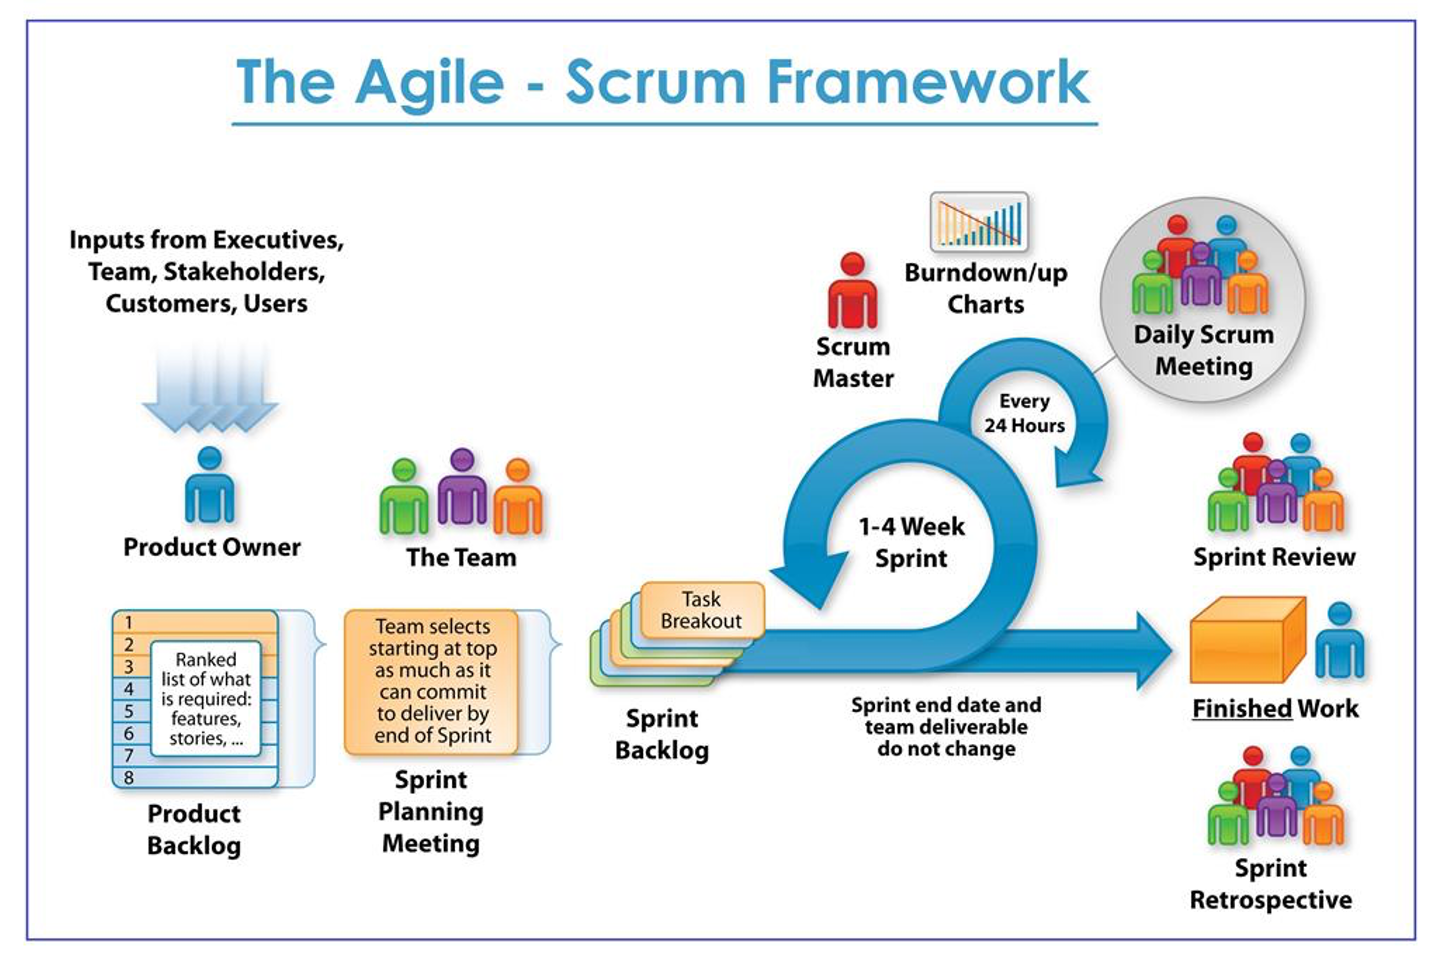 The Agile - Scrum Framework
Inputs from Executives,
Team, Stakeholders,
Customers, Users
Product Owner
The Team
1
2
3
4
5
6
7
8
Ranked
list of what
is required:
features,
stories, ...
Product
Backlog
Team selects
starting at top
as much as it
can commit
to deliver by
end of Sprint
Sprint
Planning
Meeting
Task
Breakout
Sprint
Backlog
Scrum
Master
Burndown/up
Charts
Daily Scrum
Meeting
Every
24 Hours
1-4 Week
Sprint
Sprint end date and
team deliverable
do not change
Sprint Review
Finished Work
Sprint
Retrospective